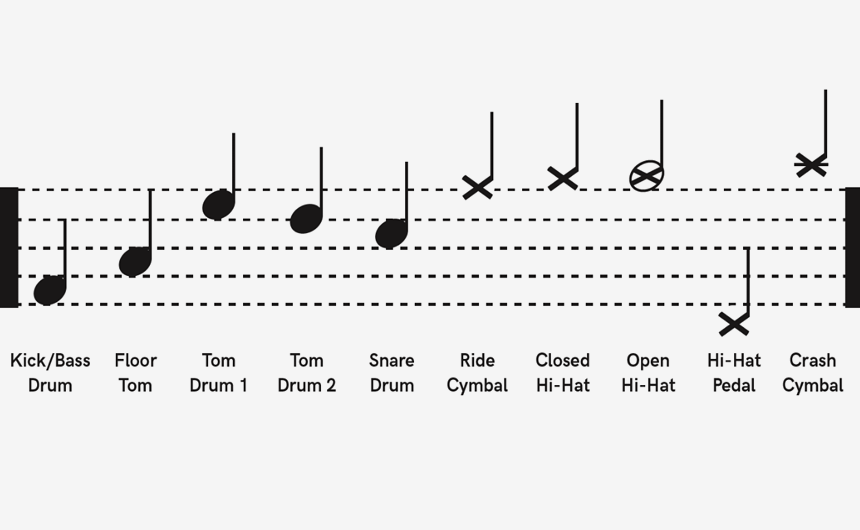 Kick/Bass Drum
Floor Tom
Tom Drum 1
Tom Drum 2
Snare Drum
Ride Cymbal
Closed Hi-Hat
Open Hi-Hat
Hi-Hat Pedal
Crash Cymbal